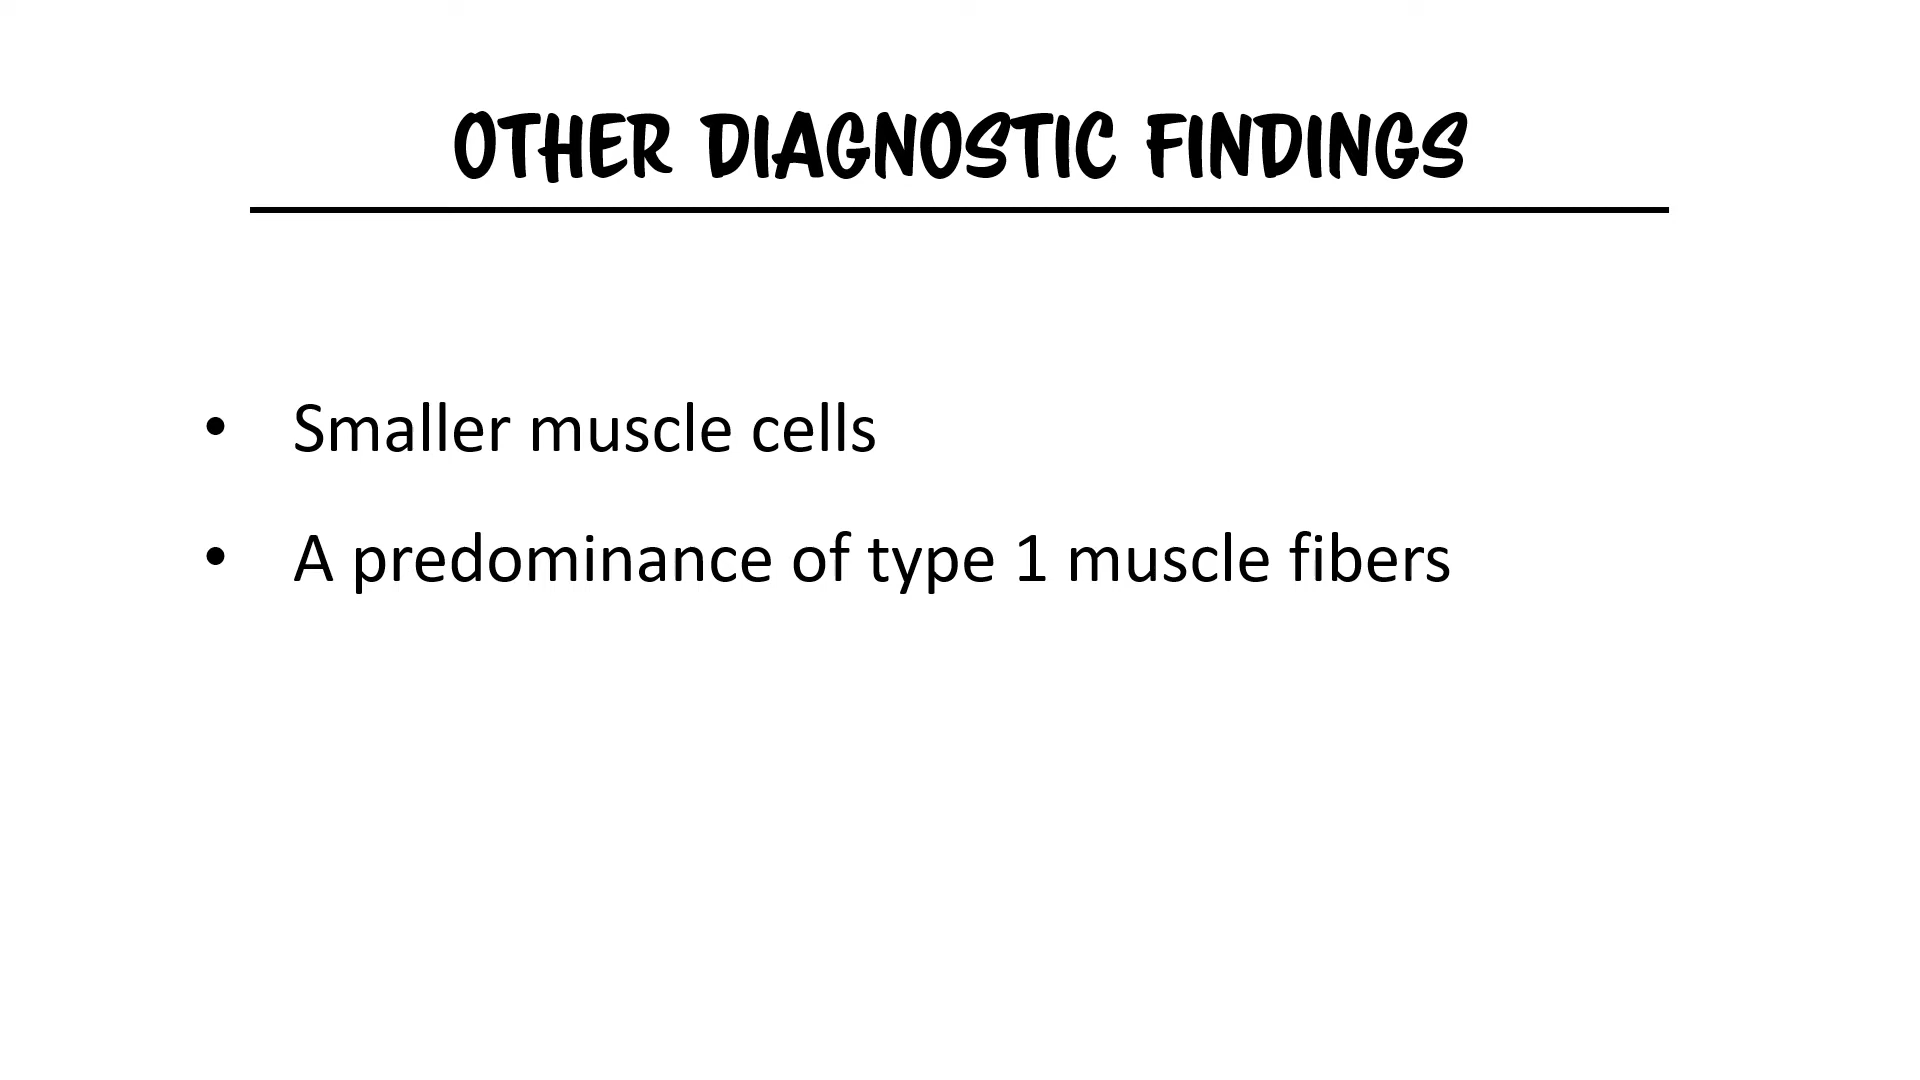 OTHER DIAGNOSTIC FINDINGS
• Smaller muscle cells
• A predominance of type 1 muscle fibers